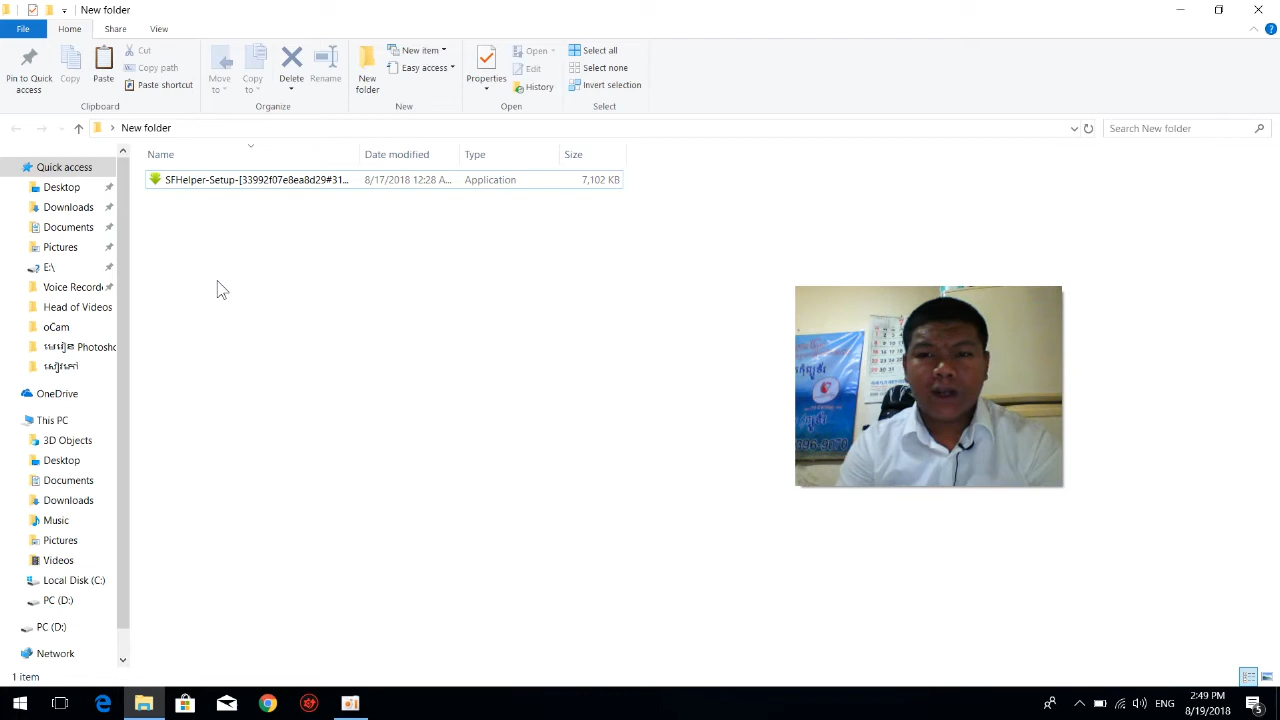 New folder
File Home Share View
Pin to Quick access
Copy
Paste
Cut
Copy path
Paste shortcut
Clipboard
Move to
Copy to
Delete
Rename
Organize
New folder
New item
Easy access
New
Properties
Open
Edit
History
Open
Select all
Select none
Invert selection
Select
New folder
Search New folder
Name Date modified Type Size
SFHelper-Setup-[33992f07e8ea8d29#31... 8/17/2018 12:28 A... Application 7,102 KB
Quick access
Desktop
Downloads
Documents
Pictures
E:\
Voice Record
Head of Videos
oCam
Photosho
OneDrive
This PC
3D Objects
Desktop
Documents
Downloads
Music
Pictures
Videos
Local Disk (C:)
PC (D:)
PC (D:)
Network
1 item
ENG
2:49 PM
8/19/2018
5